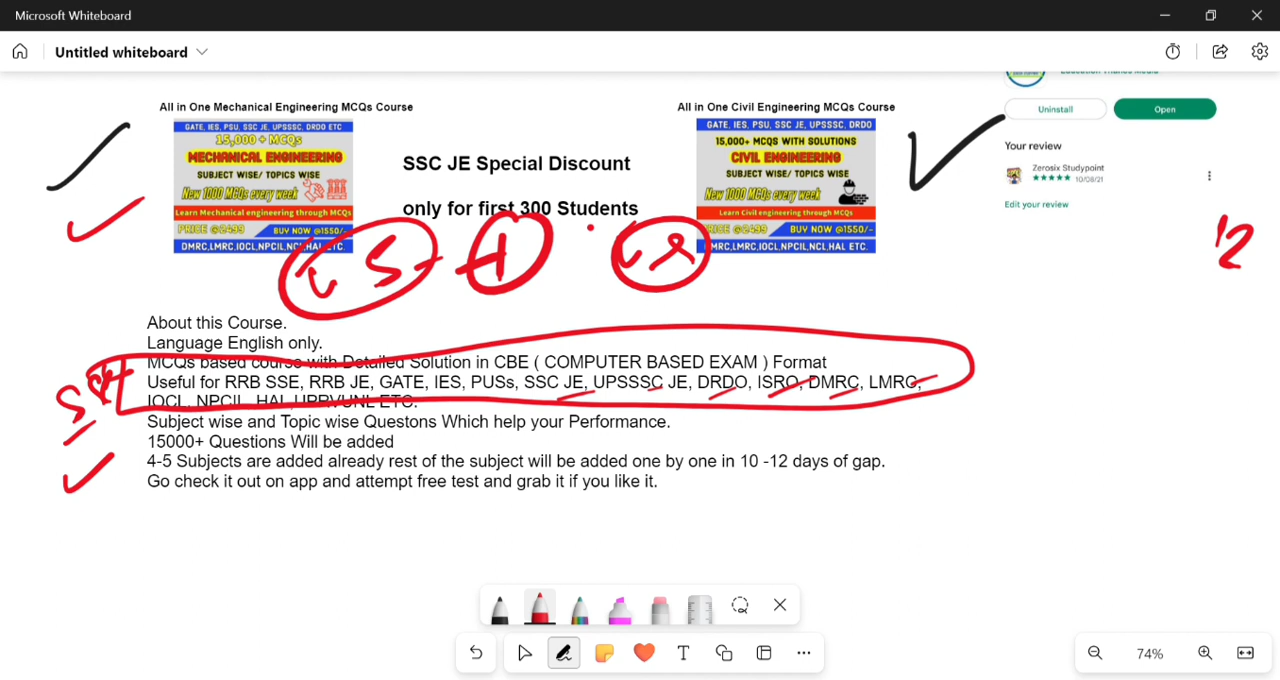 Microsoft Whiteboard
Untitled whiteboard
Education Thanes Media
Uninstall
Open
Your review
Zerosix Studypoint
10/08/21
Edit your review
All in One Mechanical Engineering MCQs Course
GATE, IES, PSU, SSC JE, UPSSSC, DRDO ETC
15,000 + MCQs
MECHANICAL ENGINEERING
SUBJECT WISE/ TOPICS WISE
New 1000 MCQs every week
Learn Mechanical engineering through MCQs
PRICE @2499
BUY NOW @1550/-
DMRC,LMRC,IOCL,NPCIL,NCL,HAL ETC.
SSC JE Special Discount
only for first 300 Students
All in One Civil Engineering MCQs Course
GATE, IES, PSU, SSC JE, UPSSSC, DRDO
15,000+ MCQS WITH SOLUTIONS
CIVIL ENGINEERING
SUBJECT WISE/ TOPICS WISE
New 1000 MCQs every week
Learn Civil engineering through MCQs
PRICE @2499
BUY NOW @1550/-
DMRC,LMRC,IOCL,NPCIL,NCL,HAL ETC.
About this Course.
Language English only.
MCQs based course with Detailed Solution in CBE ( COMPUTER BASED EXAM ) Format
Useful for RRB SSE, RRB JE, GATE, IES, PUSs, SSC JE, UPSSSC JE, DRDO, ISRO, DMRC, LMRC,
IOCL, NPCIL, HAL,UPRVUNL ETC.
Subject wise and Topic wise Questons Which help your Performance.
15000+ Questions Will be added
4-5 Subjects are added already rest of the subject will be added one by one in 10 -12 days of gap.
Go check it out on app and attempt free test and grab it if you like it.
74%